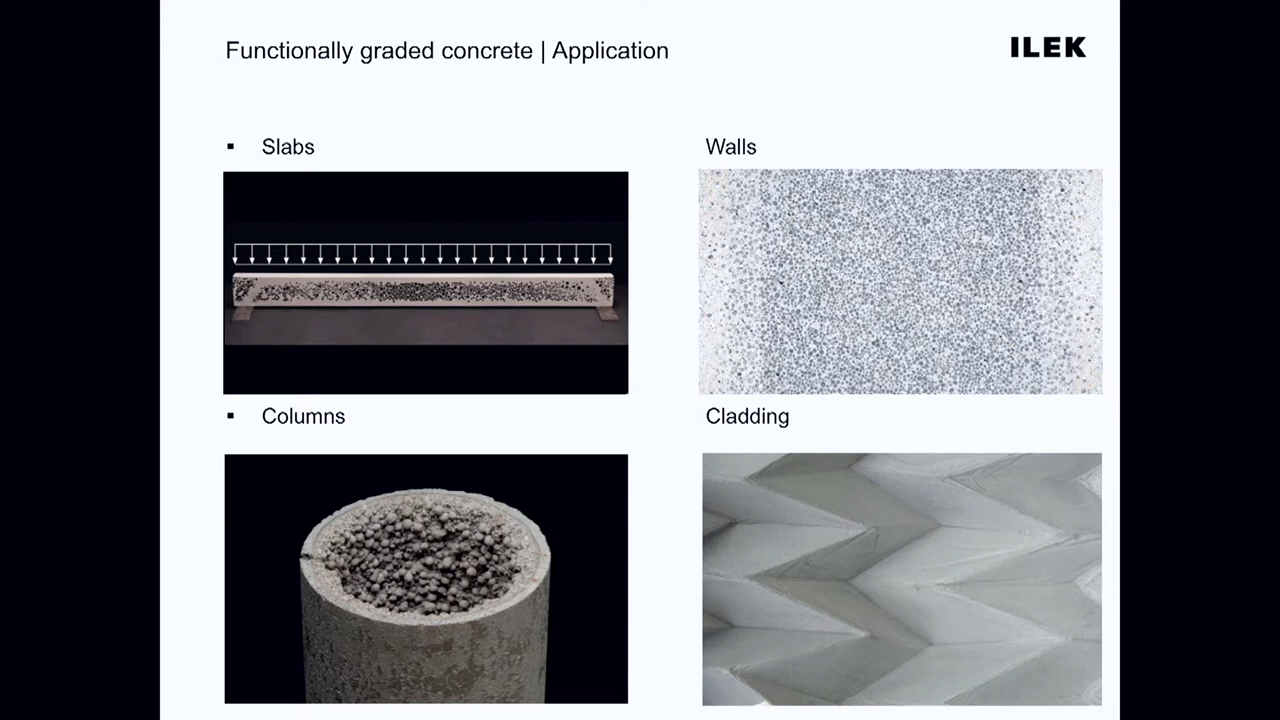 Functionally graded concrete | Application
ILEK
▪ Slabs
Walls
▪ Columns
Cladding